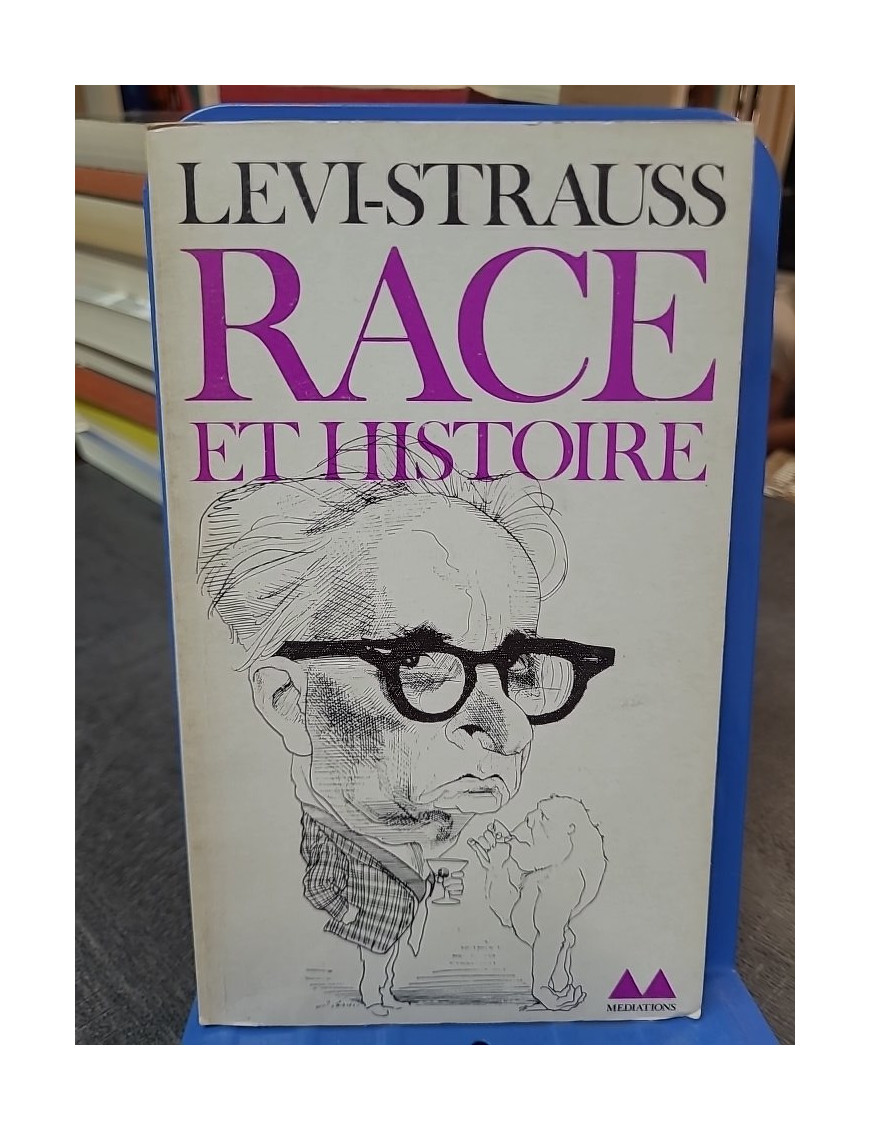 LEVI-STRAUSS
RACE
ET HISTOIRE
MEDIATIONS